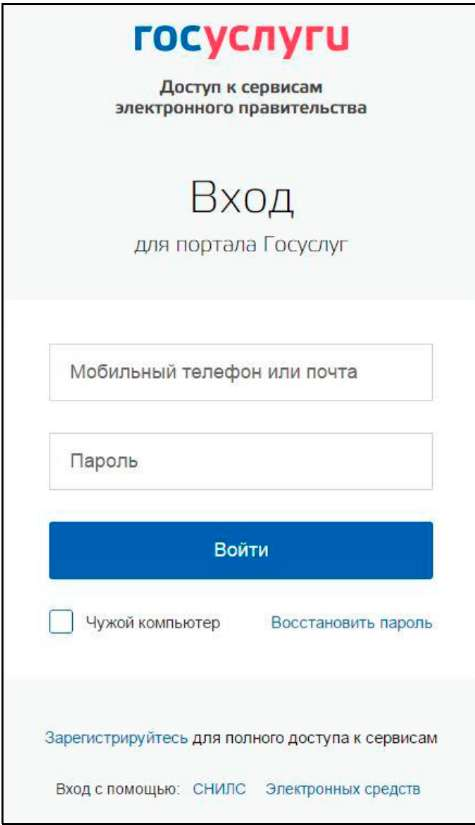 госуслуги
Доступ к сервисам
электронного правительства
Вход
для портала Госуслуг
Мобильный телефон или почта
Пароль
Войти
Чужой компьютер Восстановить пароль
Зарегистрируйтесь для полного доступа к сервисам
Вход с помощью: СНИЛС Электронных средств